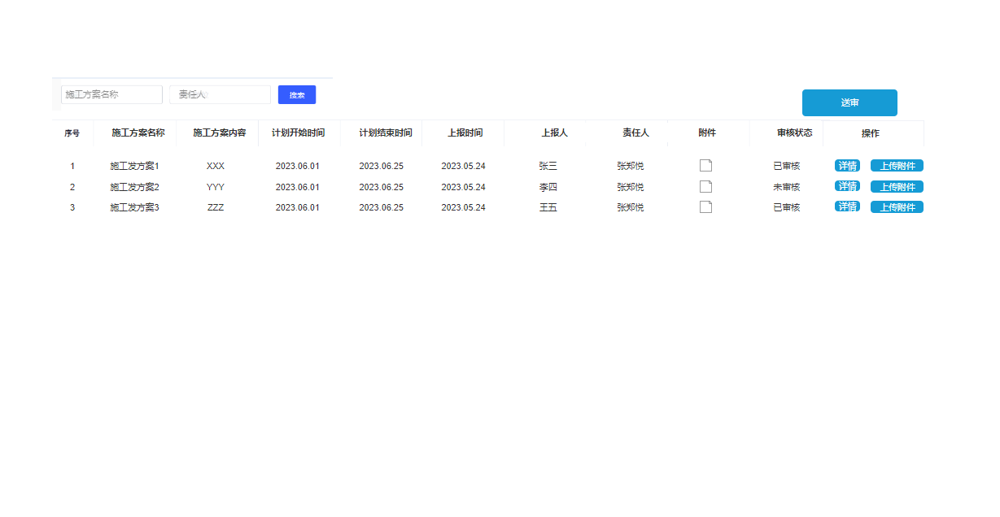 施工方案名称 责任人 搜索
送审
序号 施工方案名称 施工方案内容 计划开始时间 计划结束时间 上报时间 上报人 责任人 附件 审核状态 操作
1 施工发方案1 XXX 2023.06.01 2023.06.25 2023.05.24 张三 张郑悦 已审核 详情 上传附件
2 施工发方案2 YYY 2023.06.01 2023.06.25 2023.05.24 李四 张郑悦 未审核 详情 上传附件
3 施工发方案3 ZZZ 2023.06.01 2023.06.25 2023.05.24 王五 张郑悦 已审核 详情 上传附件